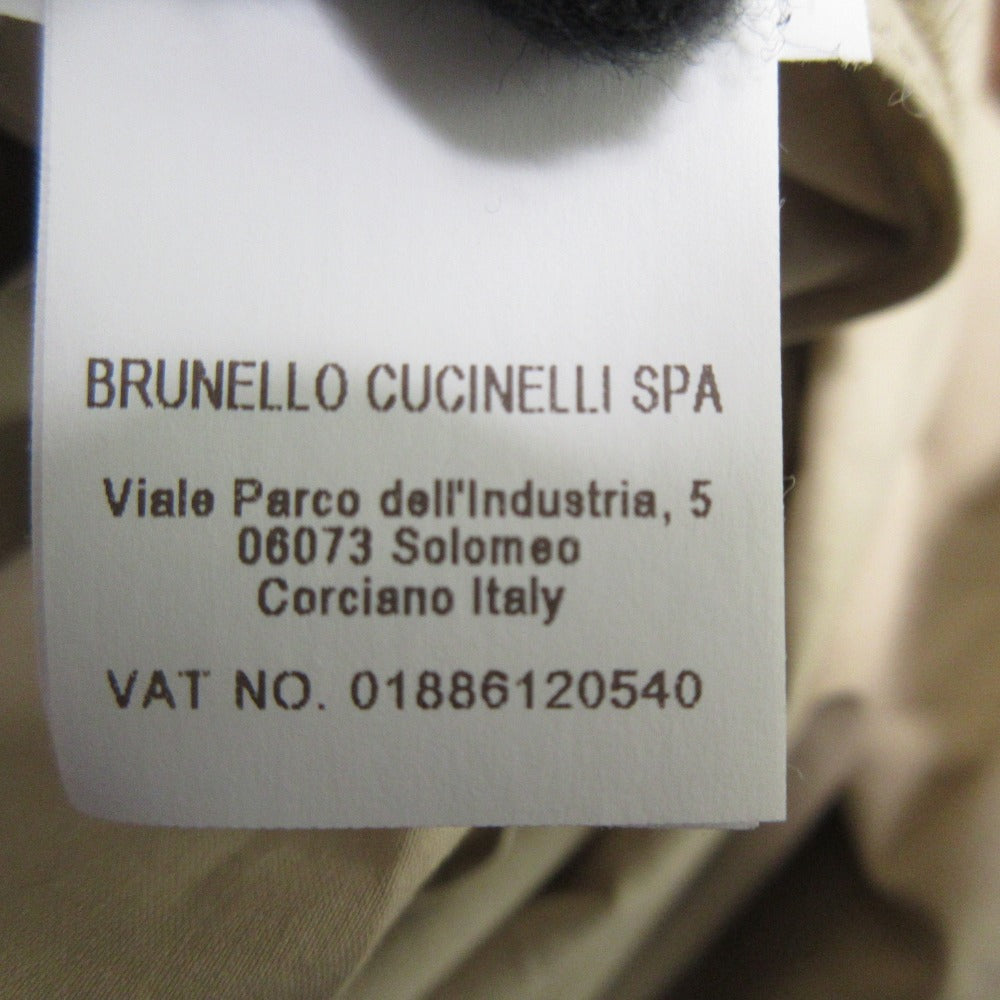 BRUNELLO CUCINELLI SPA
Viale Parco dell'Industria, 5
06073 Solomeo
Corciano Italy
VAT NO. 01886120540